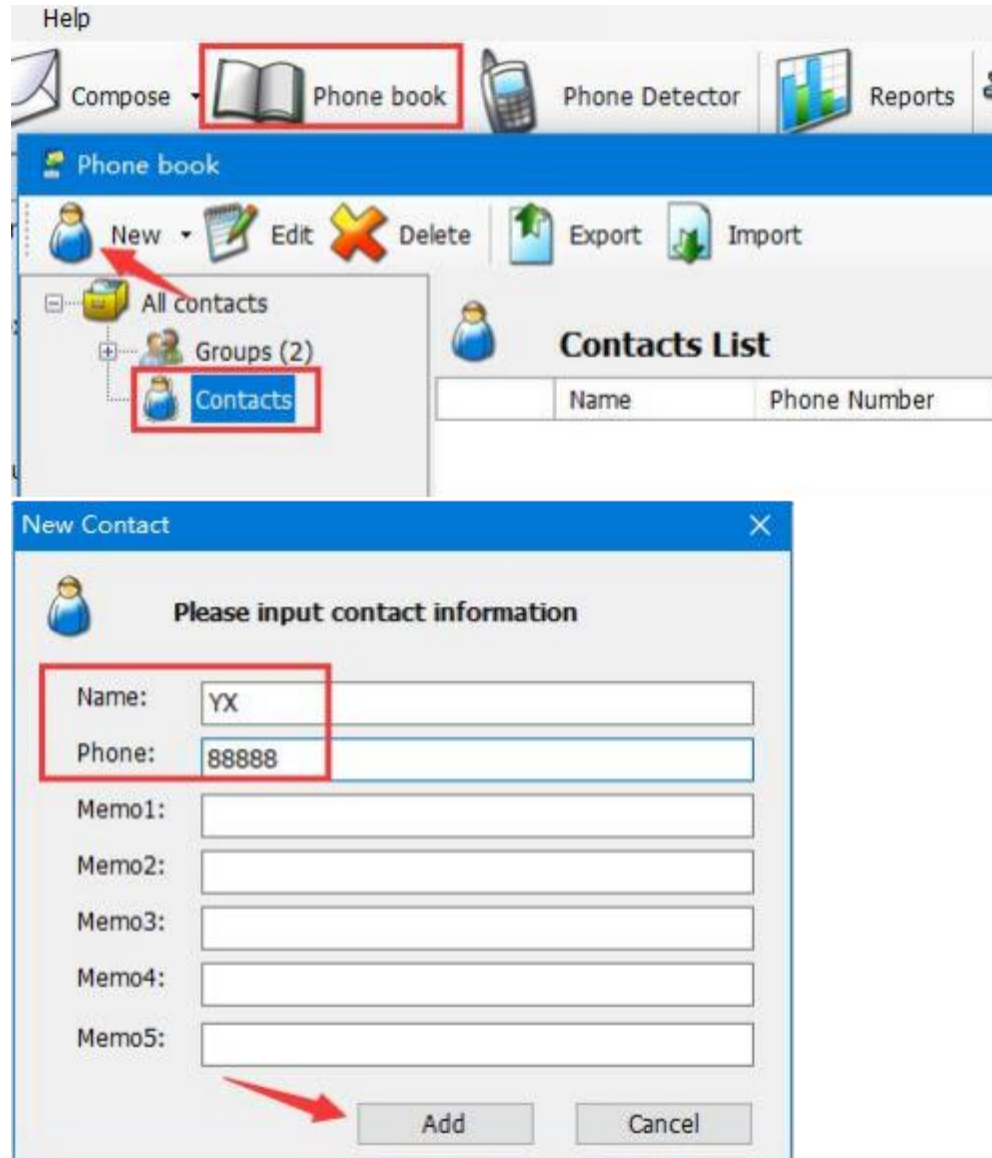 Help
Compose Phone book Phone Detector Reports
Phone book
New Edit Delete Export Import
All contacts
Groups (2)
Contacts
Contacts List
Name Phone Number
New Contact
Please input contact information
Name: YX
Phone: 88888
Memo1:
Memo2:
Memo3:
Memo4:
Memo5:
Add Cancel